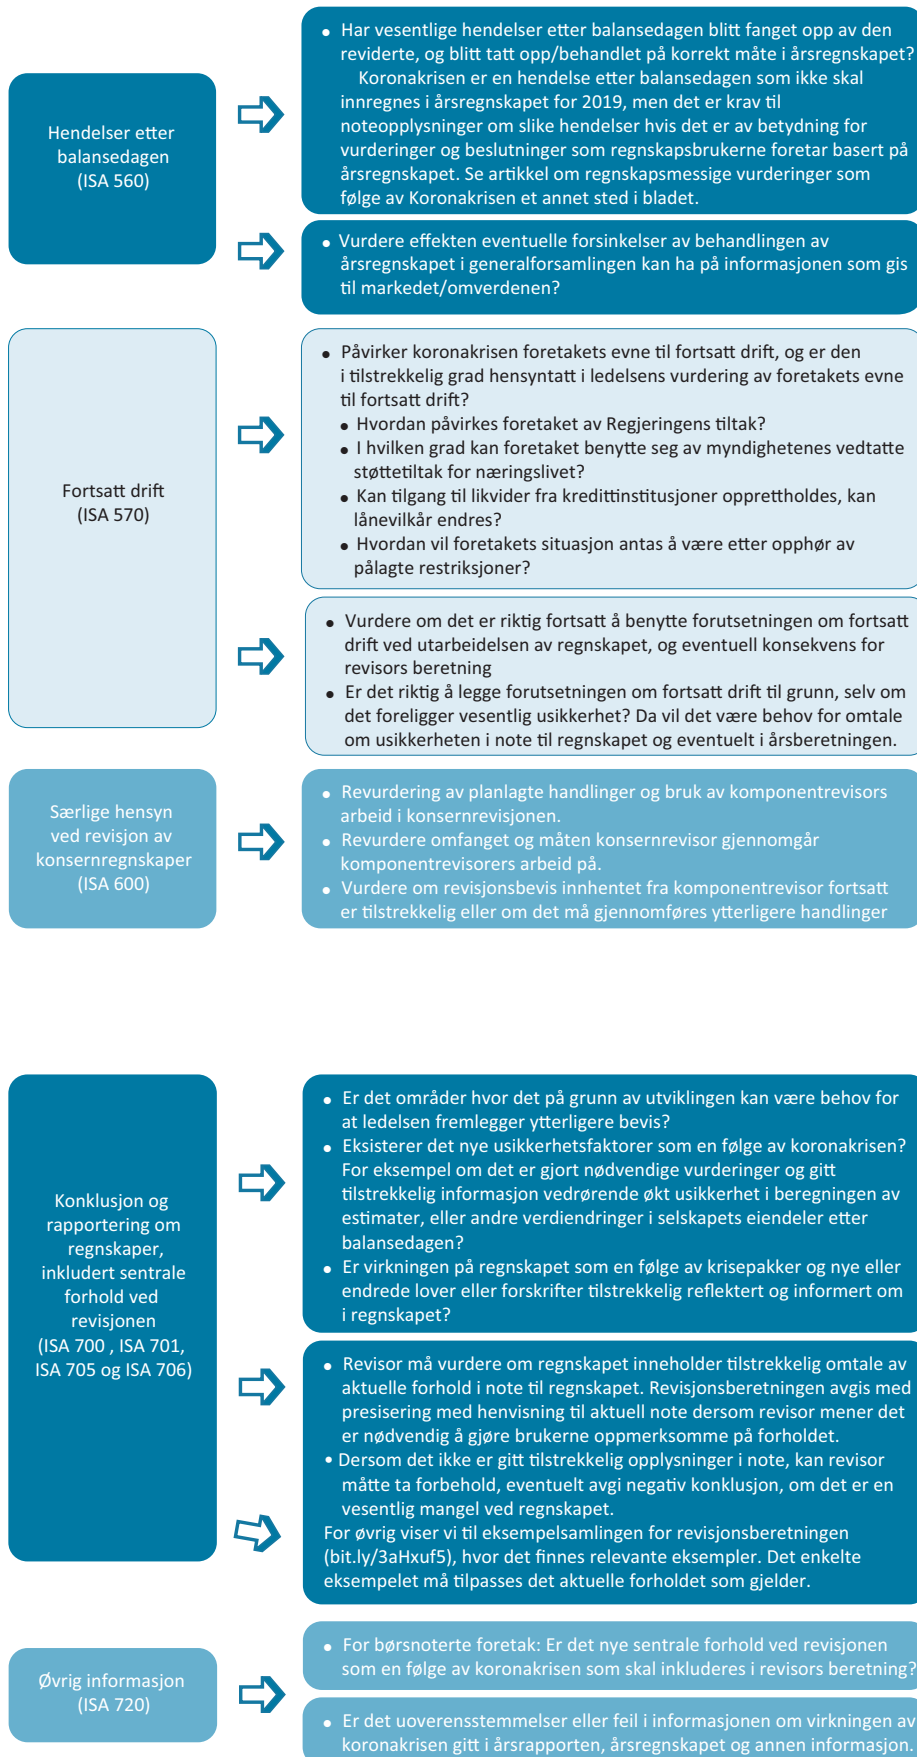 Hendelser etter
balansedagen
(ISA 560)
• Har vesentlige hendelser etter balansedagen blitt fanget opp av den
reviderte, og blitt tatt opp/behandlet på korrekt måte i årsregnskapet?
Koronakrisen er en hendelse etter balansedagen som ikke skal
innregnes i årsregnskapet for 2019, men det er krav til
noteopplysninger om slike hendelser hvis det er av betydning for
vurderinger og beslutninger som regnskapsbrukerne foretar basert på
årsregnskapet. Se artikkel om regnskapsmessige vurderinger som
følge av Koronakrisen et annet sted i bladet.
• Vurdere effekten eventuelle forsinkelser av behandlingen av
årsregnskapet i generalforsamlingen kan ha på informasjonen som gis
til markedet/omverdenen?
Fortsatt drift
(ISA 570)
• Påvirker koronakrisen foretakets evne til fortsatt drift, og er den
i tilstrekkelig grad hensyntatt i ledelsens vurdering av foretakets evne
til fortsatt drift?
• Hvordan påvirkes foretaket av Regjeringens tiltak?
• I hvilken grad kan foretaket benytte seg av myndighetenes vedtatte
støttetiltak for næringslivet?
• Kan tilgang til likvider fra kredittinstitusjoner opprettholdes, kan
lånevilkår endres?
• Hvordan vil foretakets situasjon antas å være etter opphør av
pålagte restriksjoner?
• Vurdere om det er riktig fortsatt å benytte forutsetningen om fortsatt
drift ved utarbeidelsen av regnskapet, og eventuell konsekvens for
revisors beretning
• Er det riktig å legge forutsetningen om fortsatt drift til grunn, selv om
det foreligger vesentlig usikkerhet? Da vil det være behov for omtale
om usikkerheten i note til regnskapet og eventuelt i årsberetningen.
Særlige hensyn
ved revisjon av
konsernregnskaper
(ISA 600)
• Revurdering av planlagte handlinger og bruk av komponentrevisors
arbeid i konsernrevisjonen.
• Revurdere omfanget og måten konsernrevisor gjennomgår
komponentrevisorers arbeid på.
• Vurdere om revisjonsbevis innhentet fra komponentrevisor fortsatt
er tilstrekkelig eller om det må gjennomføres ytterligere handlinger
Konklusjon og
rapportering om
regnskaper,
inkludert sentrale
forhold ved
revisjonen
(ISA 700 , ISA 701,
ISA 705 og ISA 706)
• Er det områder hvor det på grunn av utviklingen kan være behov for
at ledelsen fremlegger ytterligere bevis?
• Eksisterer det nye usikkerhetsfaktorer som en følge av koronakrisen?
For eksempel om det er gjort nødvendige vurderinger og gitt
tilstrekkelig informasjon vedrørende økt usikkerhet i beregningen av
estimater, eller andre verdiendringer i selskapets eiendeler etter
balansedagen?
• Er virkningen på regnskapet som en følge av krisepakker og nye eller
endrede lover eller forskrifter tilstrekkelig reflektert og informert om
i regnskapet?
• Revisor må vurdere om regnskapet inneholder tilstrekkelig omtale av
aktuelle forhold i note til regnskapet. Revisjonsberetningen avgis med
presisering med henvisning til aktuell note dersom revisor mener det
er nødvendig å gjøre brukerne oppmerksomme på forholdet.
• Dersom det ikke er gitt tilstrekkelig opplysninger i note, kan revisor
måtte ta forbehold, eventuelt avgi negativ konklusjon, om det er en
vesentlig mangel ved regnskapet.
For øvrig viser vi til eksempelsamlingen for revisjonsberetningen
(bit.ly/3aHxuf5), hvor det finnes relevante eksempler. Det enkelte
eksempelet må tilpasses det aktuelle forholdet som gjelder.
Øvrig informasjon
(ISA 720)
• For børsnoterte foretak: Er det nye sentrale forhold ved revisjonen
som en følge av koronakrisen som skal inkluderes i revisors beretning?
• Er det uoverensstemmelser eller feil i informasjonen om virkningen av
koronakrisen gitt i årsrapporten, årsregnskapet og annen informasjon.